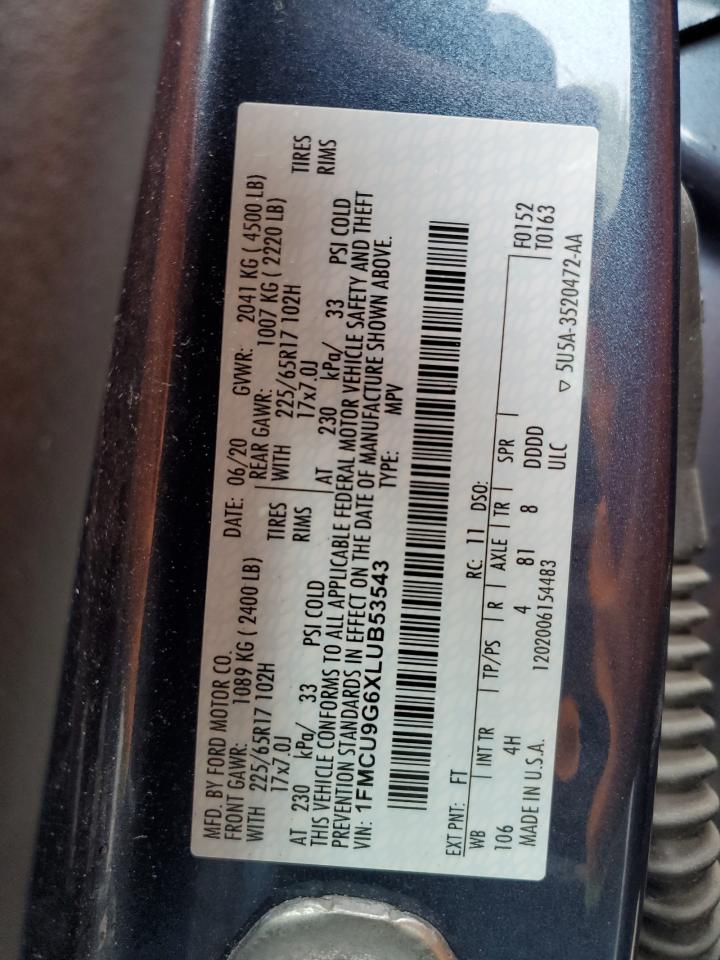 MFD. BY FORD MOTOR CO.
DATE: 06/20 GVWR: 2041 KG ( 4500 LB)
FRONT GAWR: 1089 KG ( 2400 LB)
REAR GAWR: 1007 KG ( 2220 LB)
WITH 225/65R17 102H TIRES
WITH 225/65R17 102H TIRES
17x7.0J RIMS
17x7.0J RIMS
AT 230 kPa/ 33 PSI COLD
AT 230 kPa/ 33 PSI COLD
THIS VEHICLE CONFORMS TO ALL APPLICABLE FEDERAL MOTOR VEHICLE SAFETY AND THEFT
PREVENTION STANDARDS IN EFFECT ON THE DATE OF MANUFACTURE SHOWN ABOVE.
VIN: 1FMCU9G6XLUB53543 TYPE: MPV
EXT PNT: FT RC: 11 DSO:
WB INT TR TP/PS R AXLE TR SPR F0152
106 4H 4 81 8 DDDD T0163
MADE IN U.S.A. 1202006154483 ULC ▽ 5U5A-3520472-AA